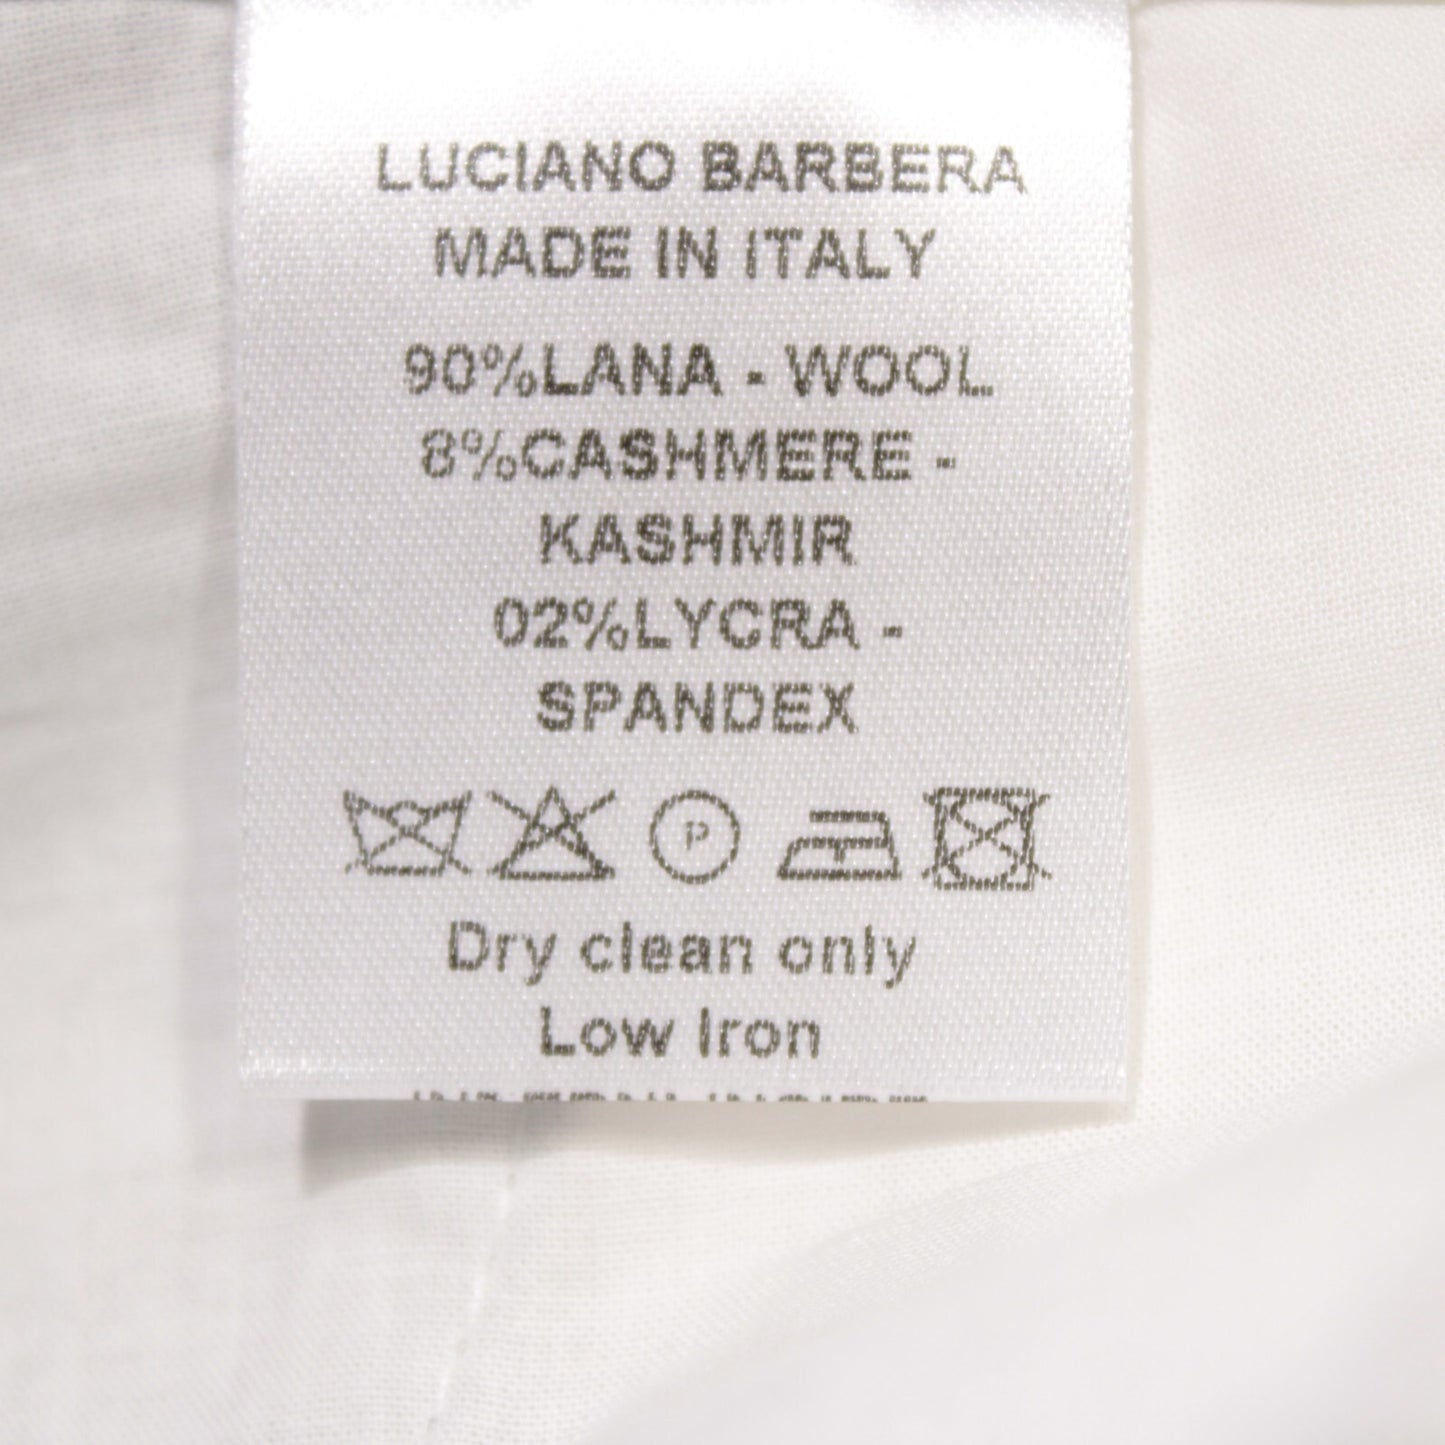 LUCIANO BARBERA
MADE IN ITALY
90%LANA - WOOL
8%CASHMERE -
KASHMIR
02%LYCRA -
SPANDEX
P
Dry clean only
Low Iron